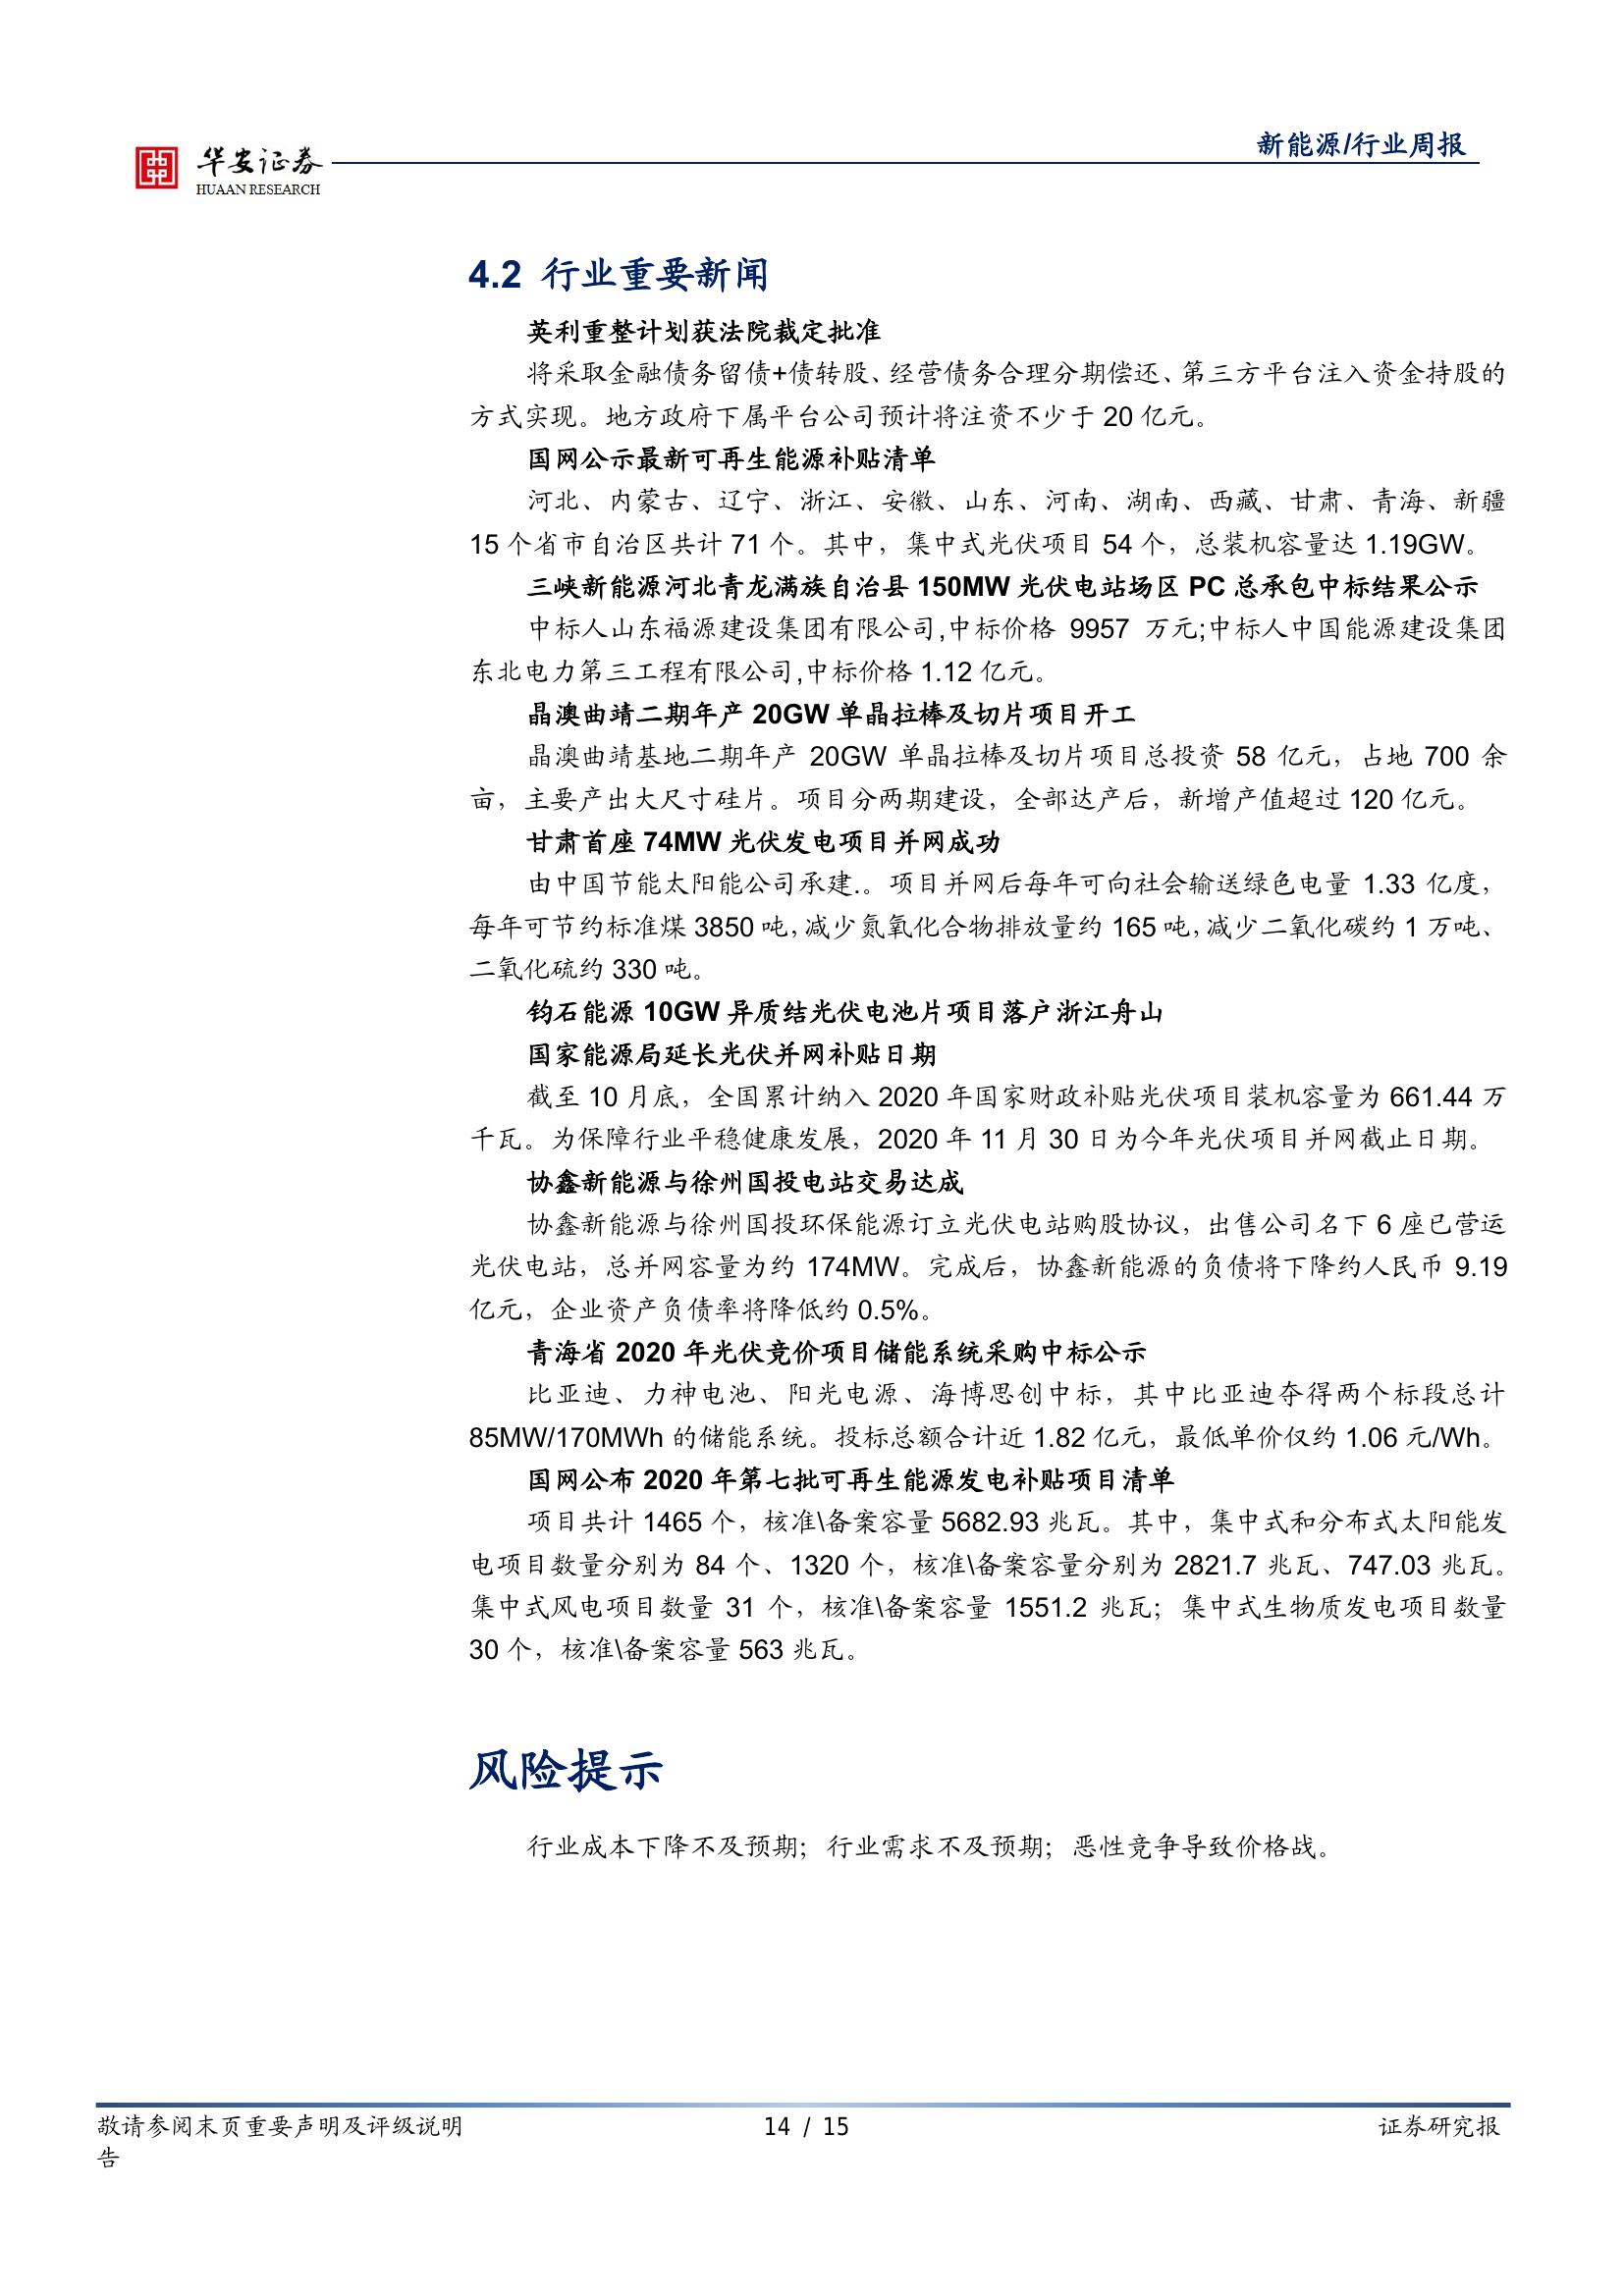 华安证券
HUAAN RESEARCH
新能源/行业周报
4.2 行业重要新闻
英利重整计划获法院裁定批准
将采取金融债务留债+债转股、经营债务合理分期偿还、第三方平台注入资金持股的
方式实现。地方政府下属平台公司预计将注资不少于 20 亿元。
国网公示最新可再生能源补贴清单
河北、内蒙古、辽宁、浙江、安徽、山东、河南、湖南、西藏、甘肃、青海、新疆
15 个省市自治区共计 71 个。其中，集中式光伏项目 54 个，总装机容量达 1.19GW。
三峡新能源河北青龙满族自治县 150MW 光伏电站场区 PC 总承包中标结果公示
中标人山东福源建设集团有限公司,中标价格 9957 万元;中标人中国能源建设集团
东北电力第三工程有限公司,中标价格 1.12 亿元。
晶澳曲靖二期年产 20GW 单晶拉棒及切片项目开工
晶澳曲靖基地二期年产 20GW 单晶拉棒及切片项目总投资 58 亿元，占地 700 余
亩，主要产出大尺寸硅片。项目分两期建设，全部达产后，新增产值超过 120 亿元。
甘肃首座 74MW 光伏发电项目并网成功
由中国节能太阳能公司承建.。项目并网后每年可向社会输送绿色电量 1.33 亿度，
每年可节约标准煤 3850 吨，减少氮氧化合物排放量约 165 吨，减少二氧化碳约 1 万吨、
二氧化硫约 330 吨。
钧石能源 10GW 异质结光伏电池片项目落户浙江舟山
国家能源局延长光伏并网补贴日期
截至 10 月底，全国累计纳入 2020 年国家财政补贴光伏项目装机容量为 661.44 万
千瓦。为保障行业平稳健康发展，2020 年 11 月 30 日为今年光伏项目并网截止日期。
协鑫新能源与徐州国投电站交易达成
协鑫新能源与徐州国投环保能源订立光伏电站购股协议，出售公司名下 6 座已营运
光伏电站，总并网容量为约 174MW。完成后，协鑫新能源的负债将下降约人民币 9.19
亿元，企业资产负债率将降低约 0.5%。
青海省 2020 年光伏竞价项目储能系统采购中标公示
比亚迪、力神电池、阳光电源、海博思创中标，其中比亚迪夺得两个标段总计
85MW/170MWh 的储能系统。投标总额合计近 1.82 亿元，最低单价仅约 1.06 元/Wh。
国网公布 2020 年第七批可再生能源发电补贴项目清单
项目共计 1465 个，核准\备案容量 5682.93 兆瓦。其中，集中式和分布式太阳能发
电项目数量分别为 84 个、1320 个，核准\备案容量分别为 2821.7 兆瓦、747.03 兆瓦。
集中式风电项目数量 31 个，核准\备案容量 1551.2 兆瓦；集中式生物质发电项目数量
30 个，核准\备案容量 563 兆瓦。
风险提示
行业成本下降不及预期；行业需求不及预期；恶性竞争导致价格战。
敬请参阅末页重要声明及评级说明 14 / 15 证券研究报
告